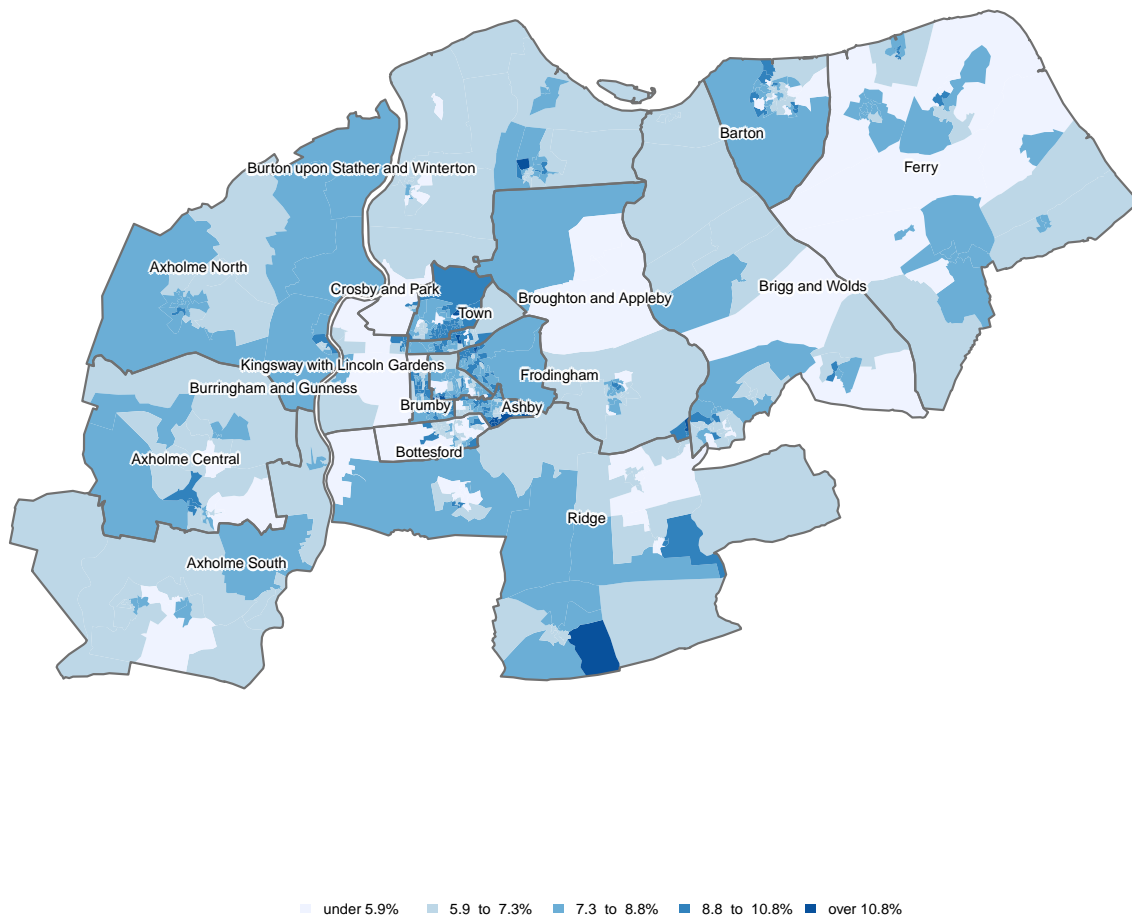 Barton
Ferry
Burton upon Stather and Winterton
Axholme North
Crosby and Park
Broughton and Appleby
Brigg and Wolds
Town
Kingsway with Lincoln Gardens
Frodingham
Burringham and Gunness
Brumby
Ashby
Bottesford
Axholme Central
Ridge
Axholme South
under 5.9%
5.9 to 7.3%
7.3 to 8.8%
8.8 to 10.8%
over 10.8%